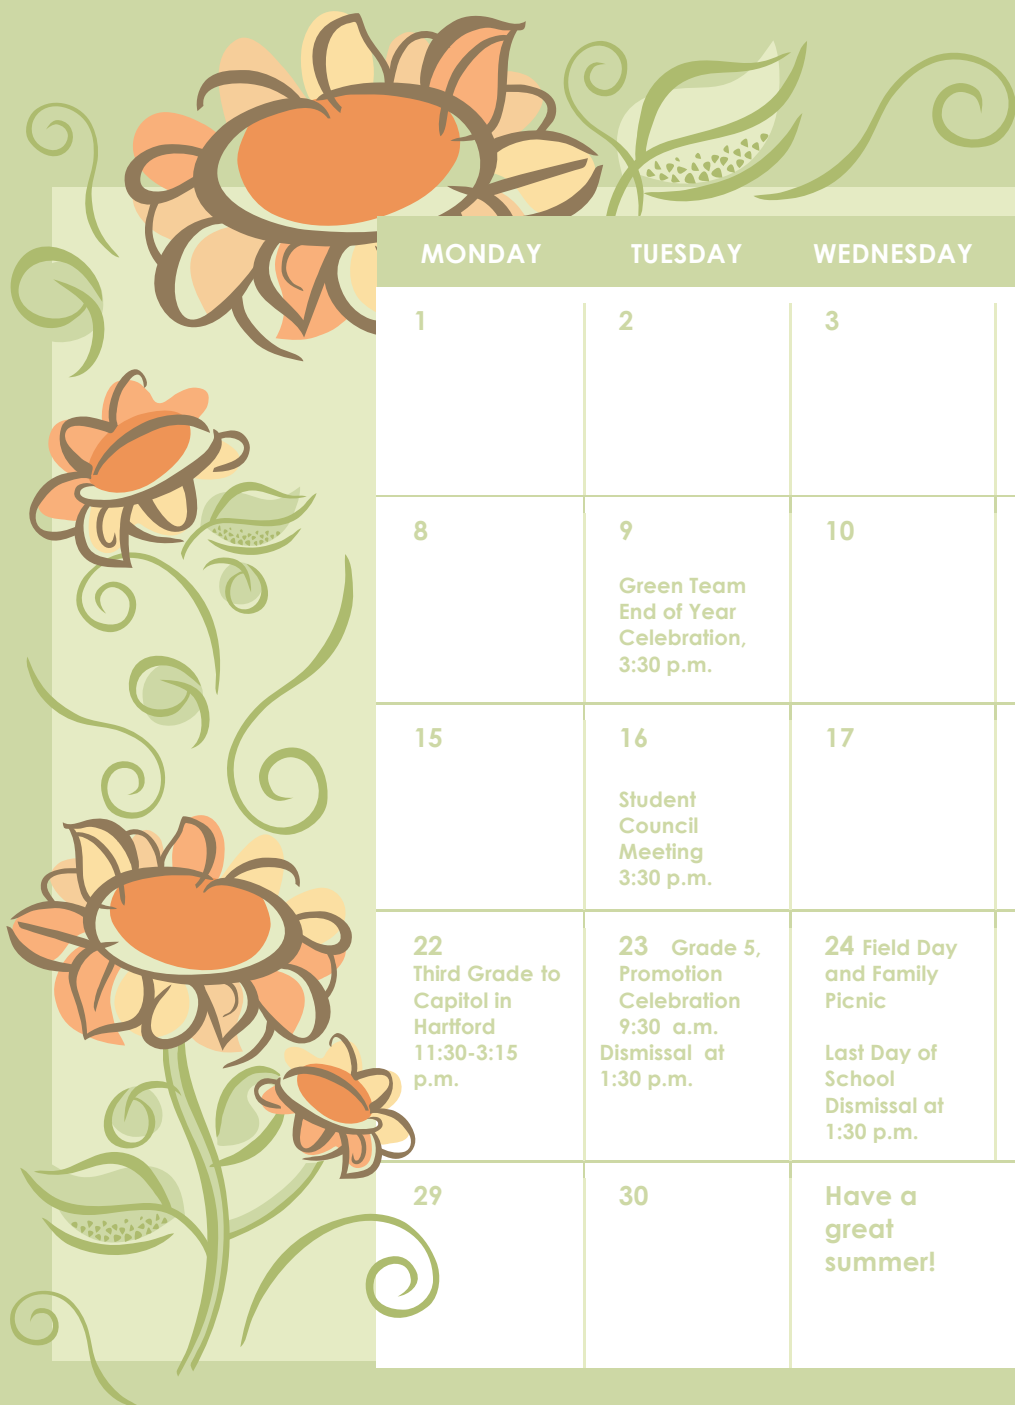 MONDAY TUESDAY WEDNESDAY
1 2 3
8 9 10
Green Team
End of Year
Celebration,
3:30 p.m.
15 16 17
Student
Council
Meeting
3:30 p.m.
22
Third Grade to
Capitol in
Hartford
11:30-3:15
p.m.
23 Grade 5,
Promotion
Celebration
9:30 a.m.
Dismissal at
1:30 p.m.
24 Field Day
and Family
Picnic
Last Day of
School
Dismissal at
1:30 p.m.
29 30
Have a
great
summer!